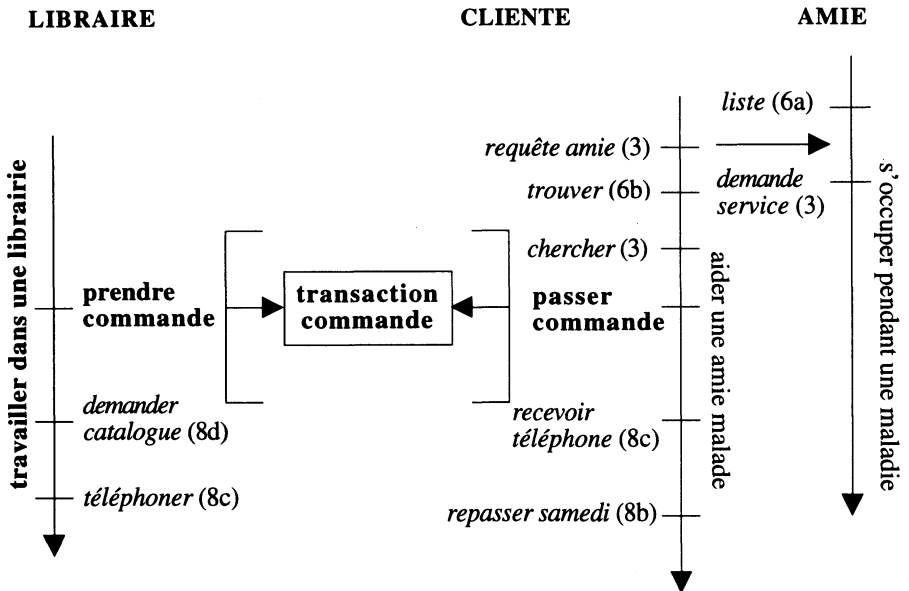 LIBRAIRE
CLIENTE
AMIE
liste (6a)
requête amie (3)
trouver (6b)
demande
service (3)
chercher (3)
prendre
commande
transaction
commande
passer
commande
demander
catalogue (8d)
recevoir
téléphone (8c)
téléphoner (8c)
repasser samedi (8b)
travailler dans une librairie
aider une amie malade
s'occuper pendant une maladie